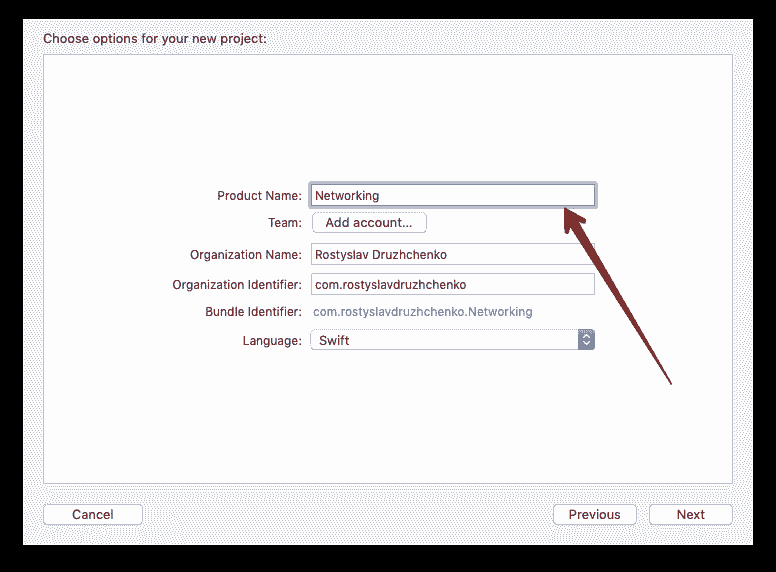 Choose options for your new project:
Product Name: Networking
Team: Add account...
Organization Name: Rostyslav Druzhchenko
Organization Identifier: com.rostyslavdruzhchenko
Bundle Identifier: com.rostyslavdruzhchenko.Networking
Language: Swift
Cancel Previous Next